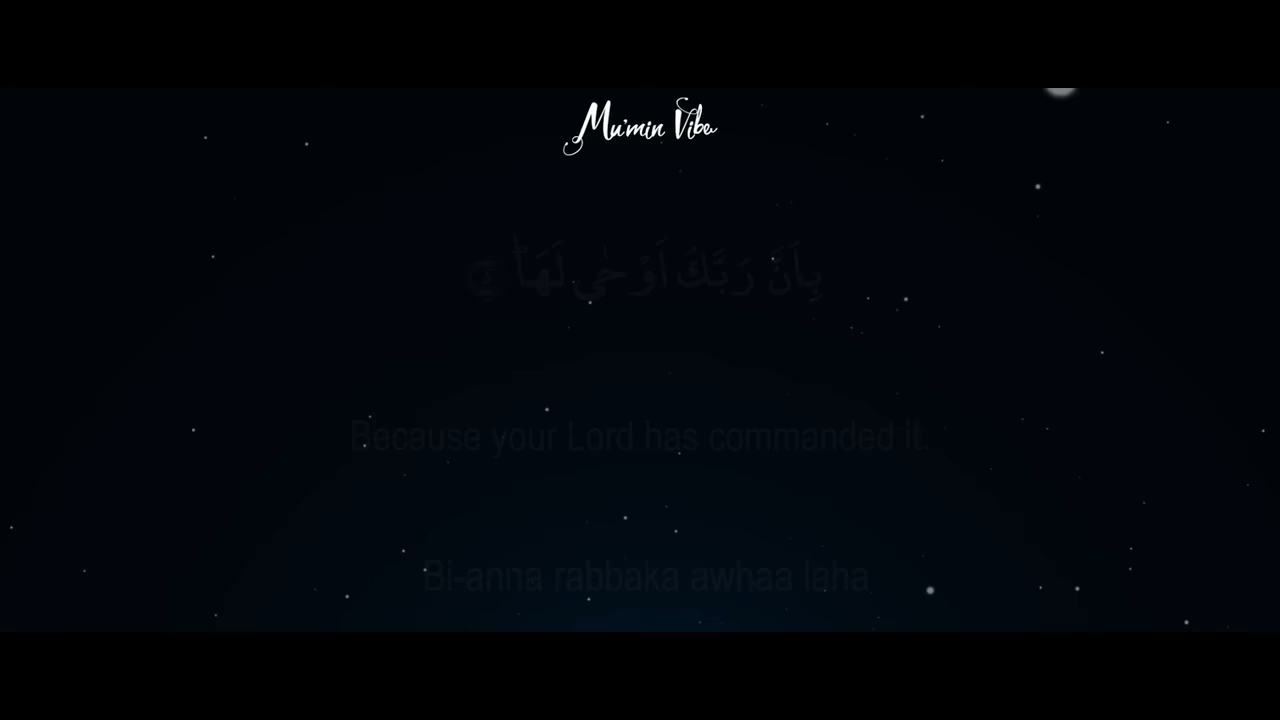 Mu'min Vibe
بِاَنَّ رَبَّكَ اَوْحٰى لَهَاؕ
Because your Lord has commanded it.
Bi-anna rabbaka awhaa laha